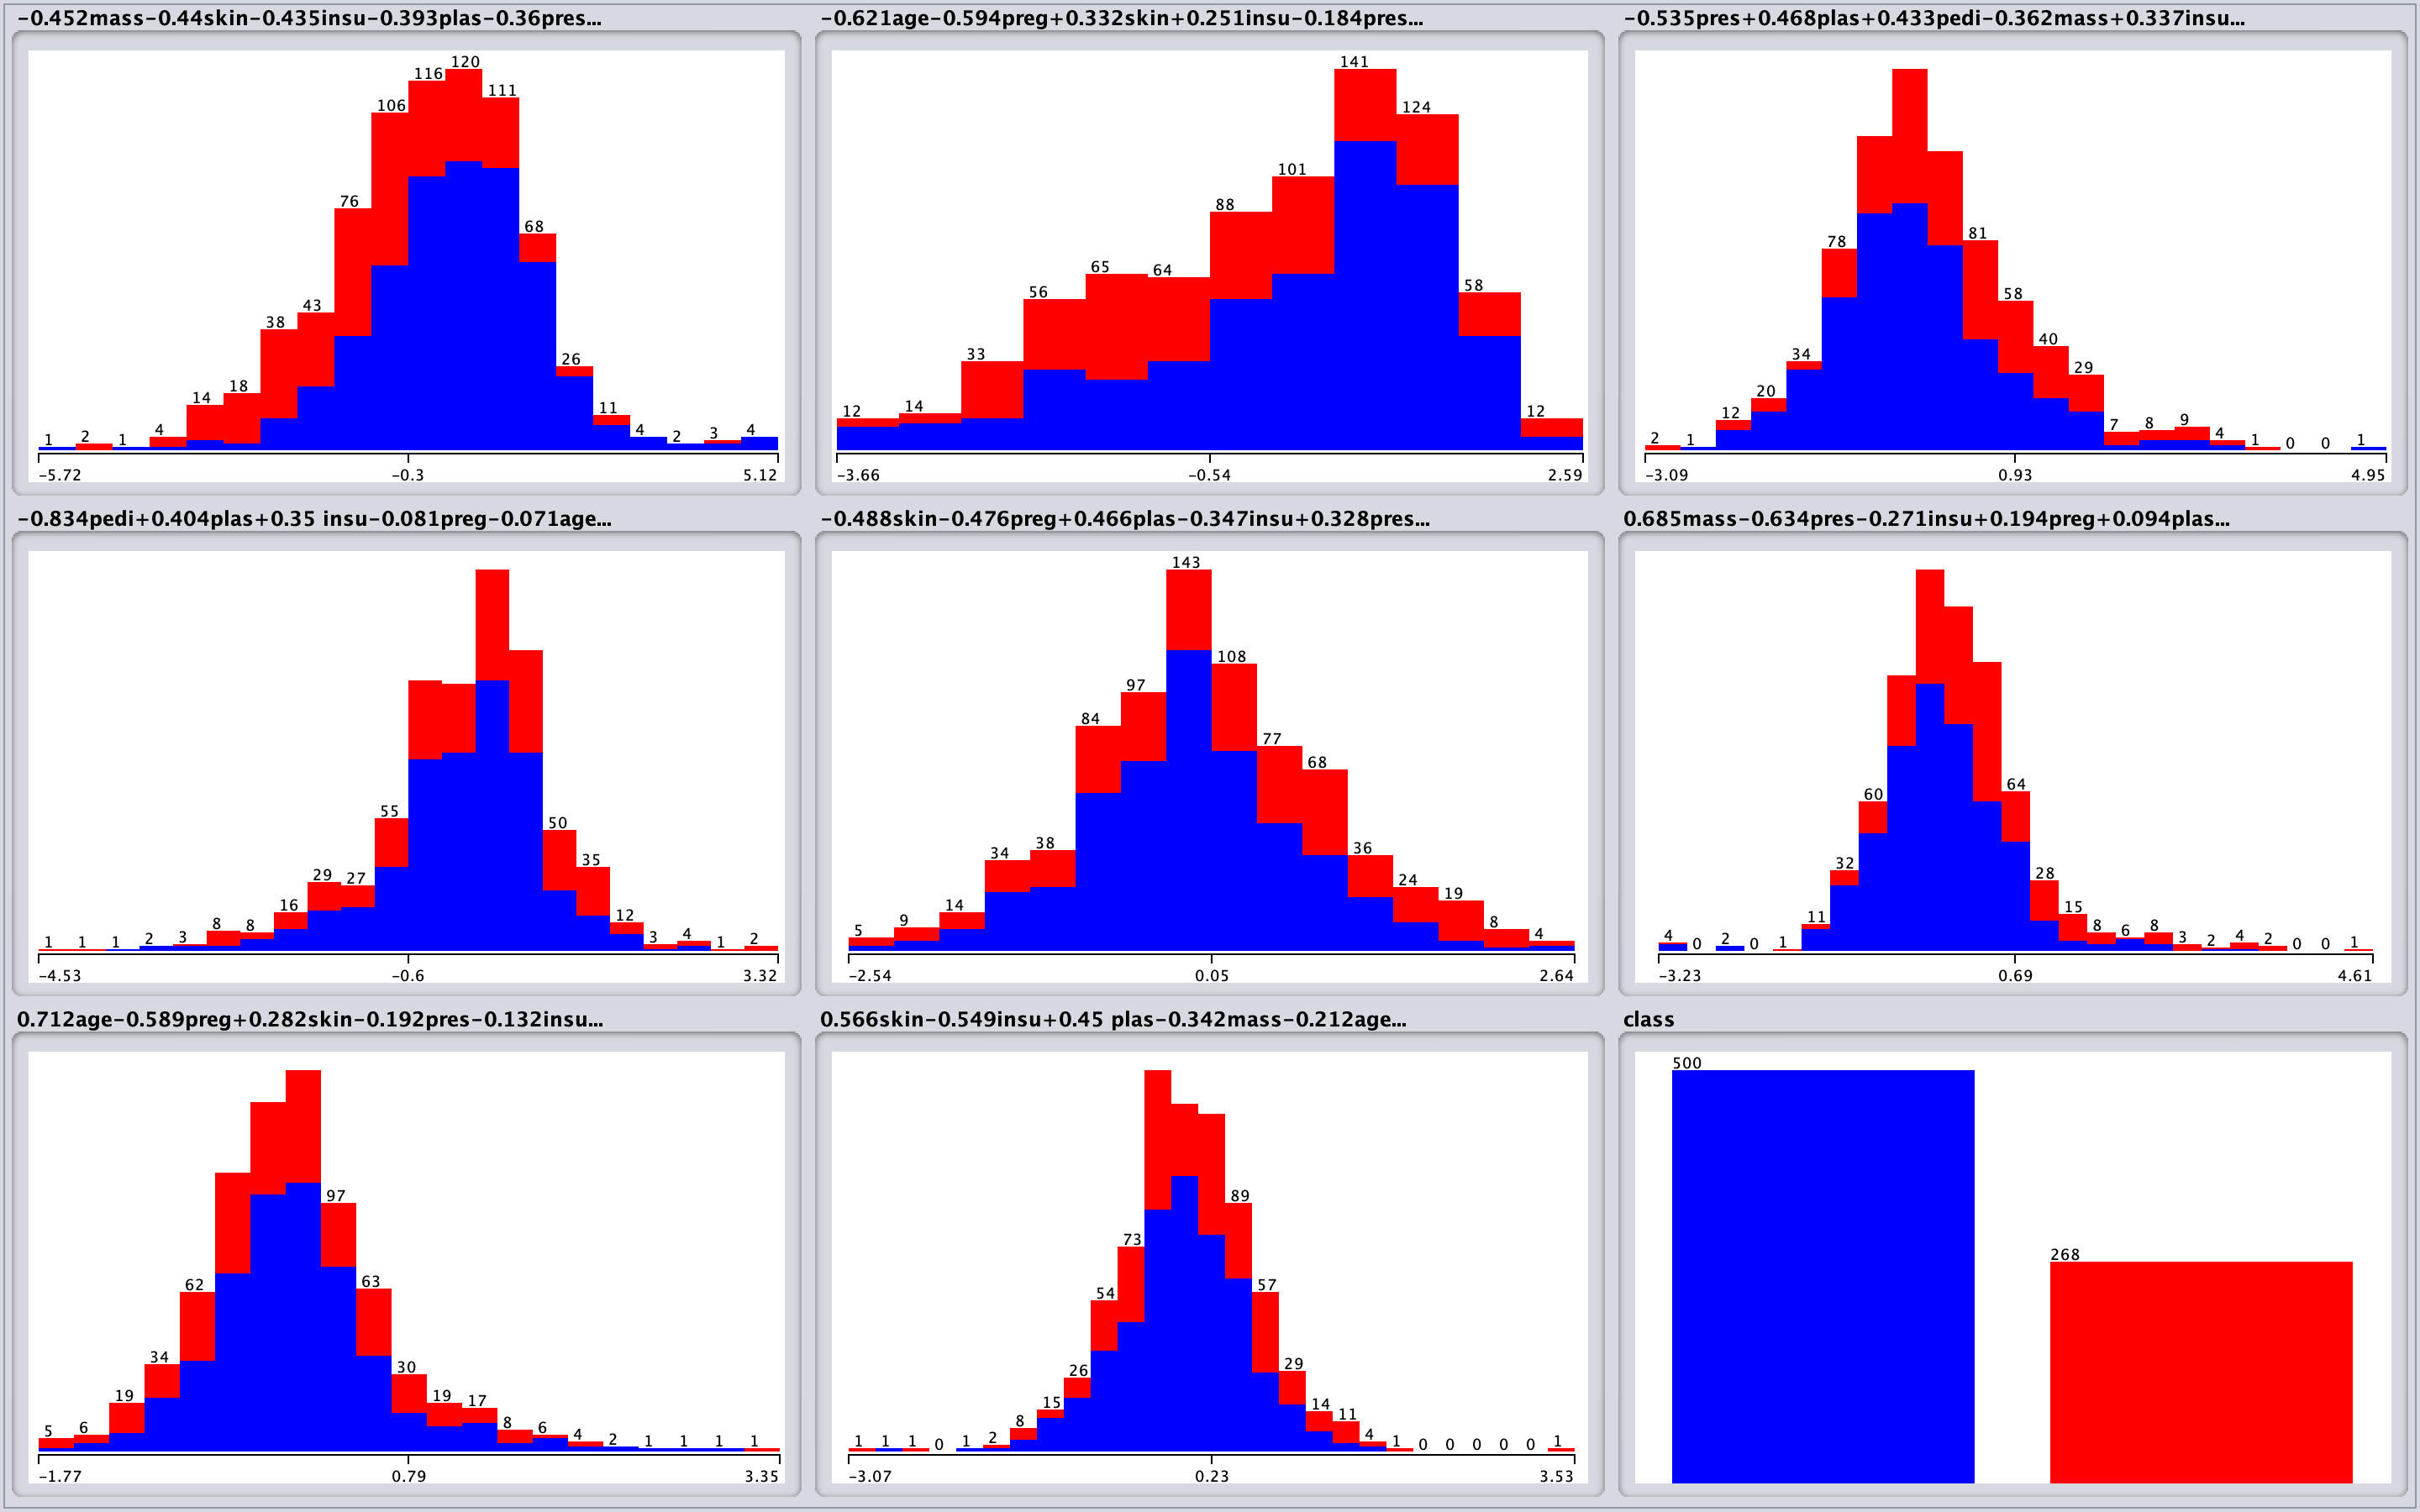 -0.452mass-0.44skin-0.435insu-0.393plas-0.36pres...
1 2 1 4 14 18 38 43 76 106 116 120 111 68 26 11 4 2 3 4
-5.72 -0.3 5.12
-0.621age-0.594preg+0.332skin+0.251insu-0.184pres...
12 14 33 56 65 64 88 101 141 124 58 12
-3.66 -0.54 2.59
-0.535pres+0.468plas+0.433pedi-0.362mass+0.337insu...
2 1 12 20 34 78 81 58 40 29 7 8 9 4 1 0 0 1
-3.09 0.93 4.95
-0.834pedi+0.404plas+0.35 insu-0.081preg-0.071age...
1 1 1 2 3 8 8 16 29 27 55 50 35 12 3 4 1 2
-4.53 -0.6 3.32
-0.488skin-0.476preg+0.466plas-0.347insu+0.328pres...
5 9 14 34 38 84 97 143 108 77 68 36 24 19 8 4
-2.54 0.05 2.64
0.685mass-0.634pres-0.271insu+0.194preg+0.094plas...
4 0 2 0 1 11 32 60 64 28 15 8 6 8 3 2 4 2 0 0 1
-3.23 0.69 4.61
0.712age-0.589preg+0.282skin-0.192pres-0.132insu...
5 6 19 34 62 97 63 30 19 17 8 6 4 2 1 1 1 1
-1.77 0.79 3.35
0.566skin-0.549insu+0.45 plas-0.342mass-0.212age...
1 1 1 0 1 2 8 15 26 54 73 89 57 29 14 11 4 1 0 0 0 0 0 1
-3.07 0.23 3.53
class
500
268